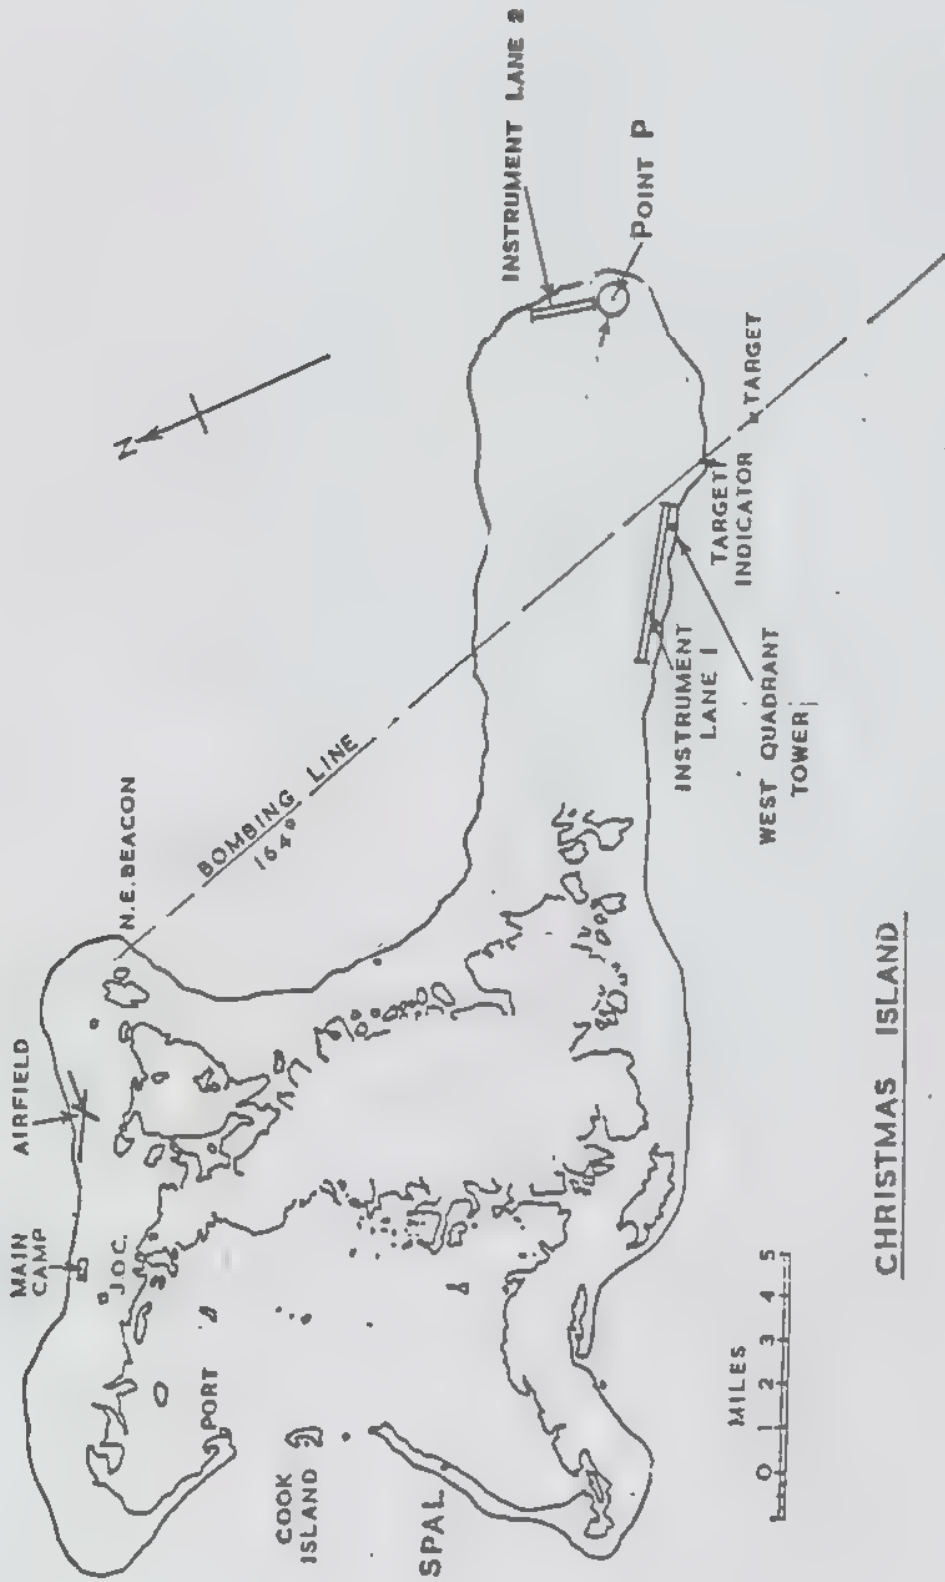 MAIN
CAMP
AIRFIELD
J.O.C.
N.E. BEACON
PORT
BOMBING LINE
164°
N
COOK
ISLAND
SPAL
INSTRUMENT LANE 2
POINT P
INSTRUMENT
LANE 1
TARGET
INDICATOR
TARGET
WEST QUADRANT
TOWER
MILES
0 1 2 3 4 5
CHRISTMAS ISLAND